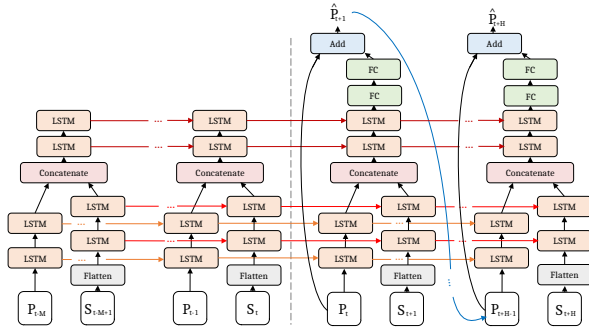 P̂t+1 P̂t+H
Add Add
FC FC
FC FC
LSTM ... LSTM LSTM ... LSTM
LSTM ... LSTM LSTM ... LSTM
Concatenate Concatenate Concatenate Concatenate
LSTM ... LSTM LSTM ... LSTM
LSTM ... LSTM LSTM ... LSTM
LSTM ... LSTM LSTM ... LSTM
LSTM ... LSTM LSTM ... LSTM
Flatten Flatten Flatten Flatten
Pt-M St-M+1 Pt-1 St Pt St+1 Pt+H-1 St+H